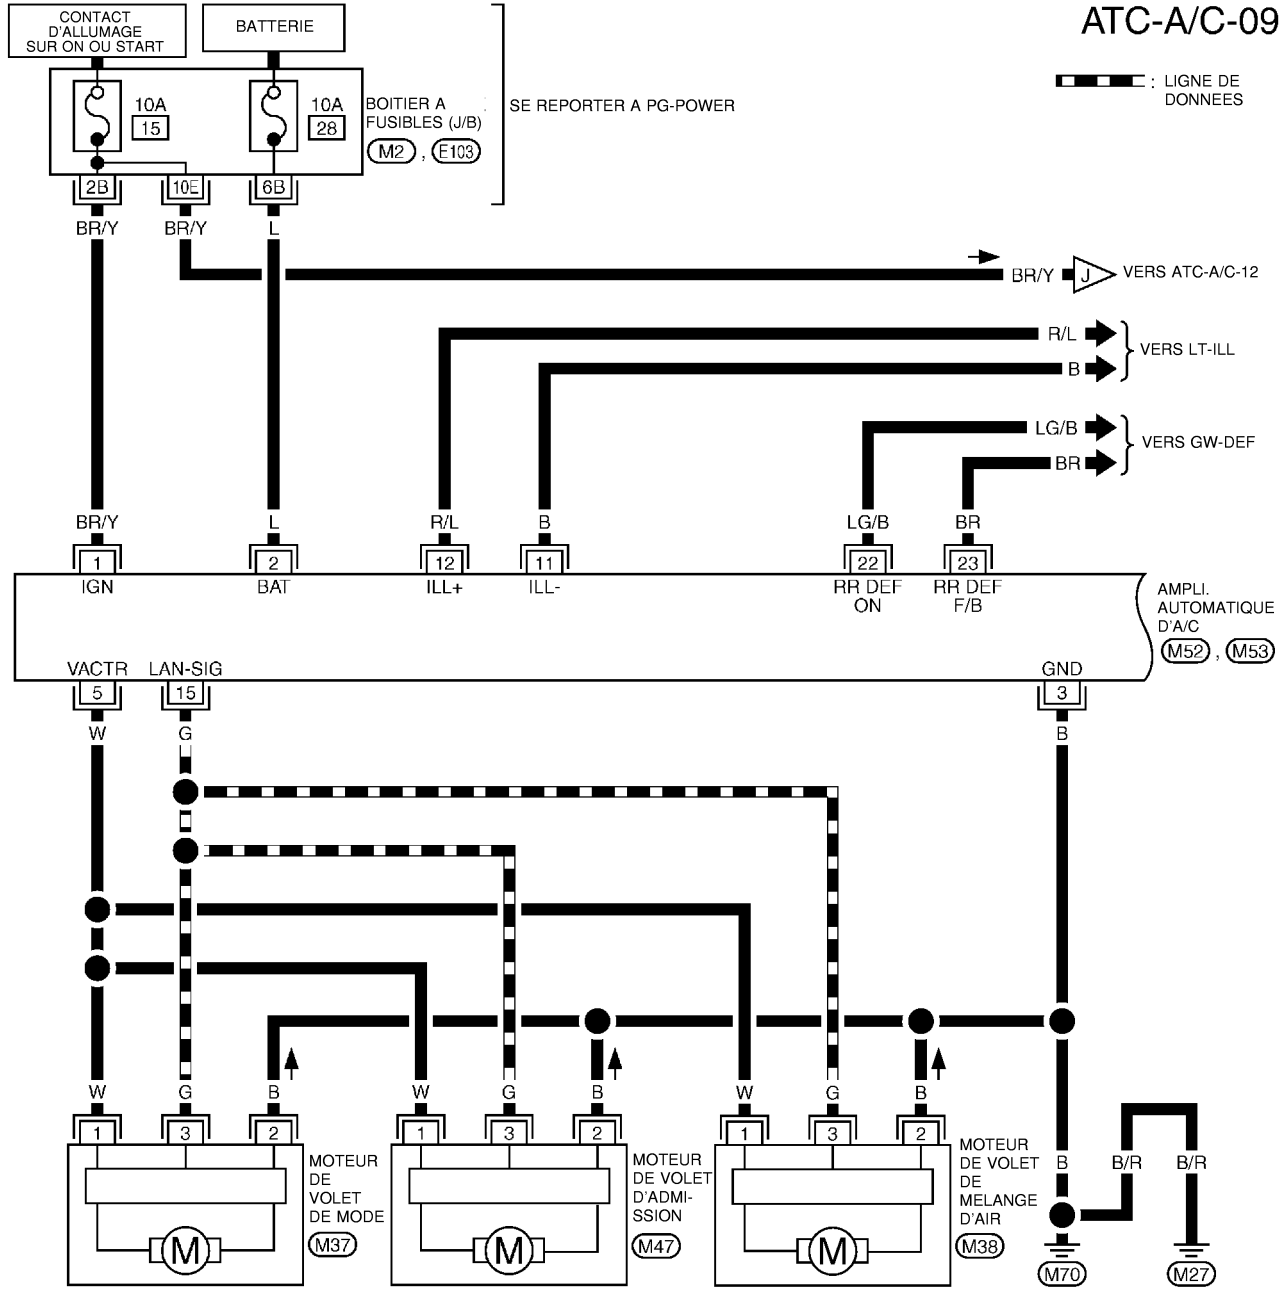 ATC-A/C-09
CONTACT
D'ALLUMAGE
SUR ON OU START
BATTERIE
: LIGNE DE
DONNEES
10A
15
10A
28
BOITIER A
FUSIBLES (J/B)
M2 , E103
SE REPORTER A PG-POWER
2B 10E 6B
BR/Y BR/Y L
BR/Y J VERS ATC-A/C-12
R/L
B
VERS LT-ILL
LG/B
BR
VERS GW-DEF
BR/Y L R/L B LG/B BR
1 2 12 11 22 23
IGN BAT ILL+ ILL- RR DEF ON RR DEF F/B
AMPLI.
AUTOMATIQUE
D'A/C
M52 , M53
VACTR LAN-SIG GND
5 15 3
W G B
W G B W G B W G B
1 3 2 1 3 2 1 3 2
MOTEUR
DE
VOLET
DE MODE
M37
M
MOTEUR
DE VOLET
D'ADMI-
SSION
M47
M
MOTEUR
DE VOLET
DE
MELANGE
D'AIR
M38
M
B B/R B/R
M70 M27